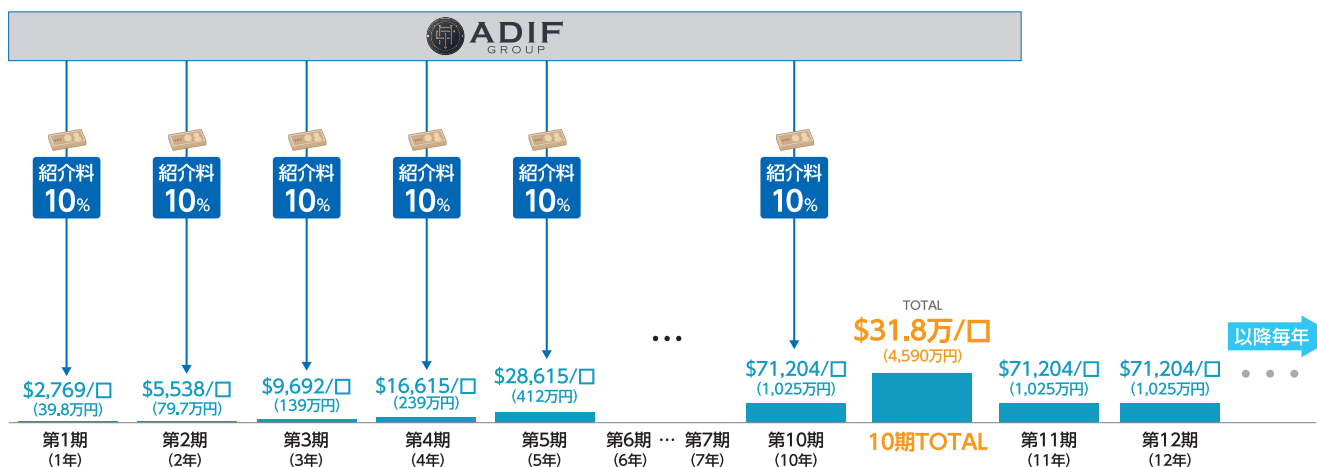 ADIF
GROUP
紹介料
10%
紹介料
10%
紹介料
10%
紹介料
10%
紹介料
10%
紹介料
10%
$2,769/口
(39.8万円)
$5,538/口
(79.7万円)
$9,692/口
(139万円)
$16,615/口
(239万円)
$28,615/口
(412万円)
...
$71,204/口
(1,025万円)
TOTAL
$31.8万/口
(4,590万円)
$71,204/口
(1,025万円)
$71,204/口
(1,025万円)
以降毎年
第1期
(1年)
第2期
(2年)
第3期
(3年)
第4期
(4年)
第5期
(5年)
第6期 … 第7期
(6年) (7年)
第10期
(10年)
10期TOTAL
第11期
(11年)
第12期
(12年)